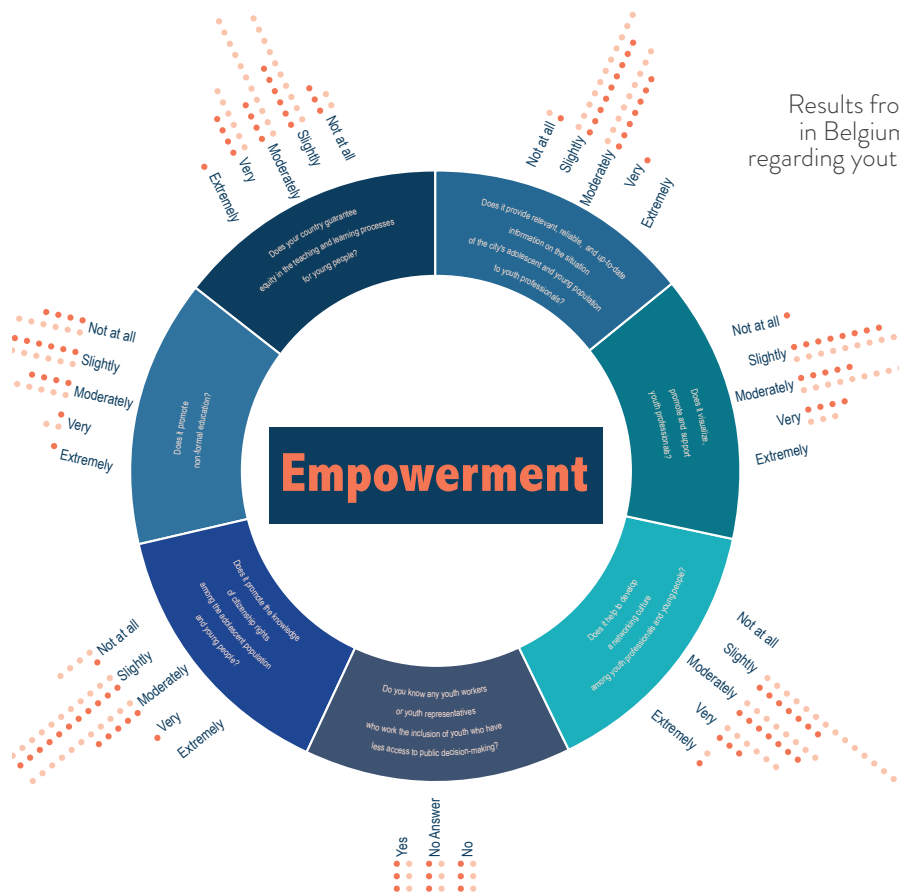 Results fro
in Belgium
regarding yout
Not at all
Slightly
Moderately
Very
Extremely
Does it provide relevant, reliable, and up-to-date
information on the situation
of the city's adolescent and young population
to youth professionals?
Not at all
Slightly
Moderately
Very
Extremely
Does it visualize,
promote and support
youth professionals?
Not at all
Slightly
Moderately
Very
Extremely
Does it help to develop
a networking culture
among youth professionals and young people?
Yes
No Answer
No
Do you know any youth workers
or youth representatives
who work the inclusion of youth who have
less access to public decision-making?
Not at all
Slightly
Moderately
Very
Extremely
Does it promote the knowledge
of citizenship rights
among the adolescent population
and young people?
Not at all
Slightly
Moderately
Very
Extremely
Does it promote
non-formal education?
Extremely
Very
Moderately
Slightly
Not at all
Does your country guarantee
equity in the teaching and learning processes
for young people?
Empowerment